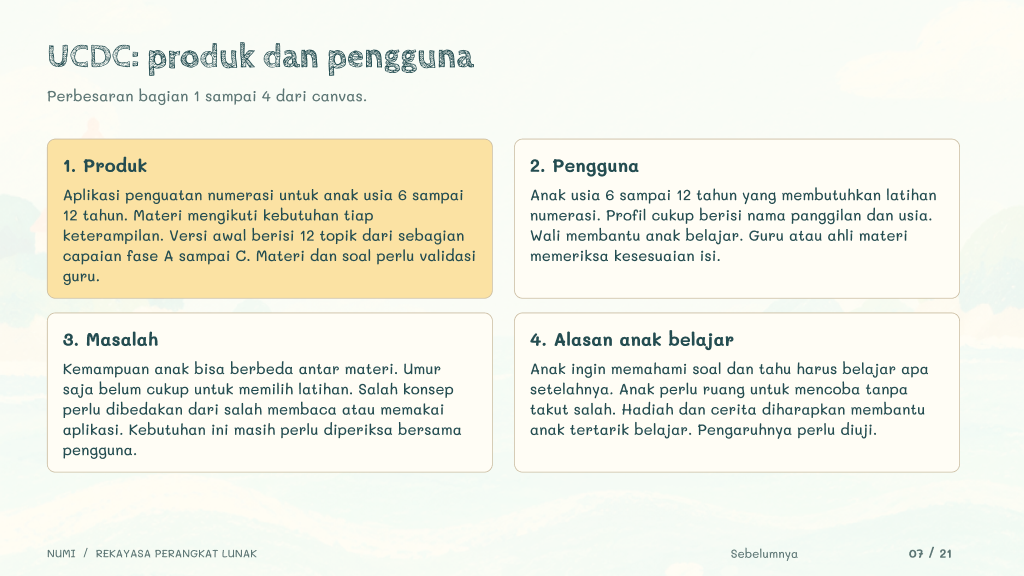 UCDC: produk dan pengguna
Perbesaran bagian 1 sampai 4 dari canvas.
1. Produk
Aplikasi penguatan numerasi untuk anak usia 6 sampai
12 tahun. Materi mengikuti kebutuhan tiap
keterampilan. Versi awal berisi 12 topik dari sebagian
capaian fase A sampai C. Materi dan soal perlu validasi
guru.
2. Pengguna
Anak usia 6 sampai 12 tahun yang membutuhkan latihan
numerasi. Profil cukup berisi nama panggilan dan usia.
Wali membantu anak belajar. Guru atau ahli materi
memeriksa kesesuaian isi.
3. Masalah
Kemampuan anak bisa berbeda antar materi. Umur
saja belum cukup untuk memilih latihan. Salah konsep
perlu dibedakan dari salah membaca atau memakai
aplikasi. Kebutuhan ini masih perlu diperiksa bersama
pengguna.
4. Alasan anak belajar
Anak ingin memahami soal dan tahu harus belajar apa
setelahnya. Anak perlu ruang untuk mencoba tanpa
takut salah. Hadiah dan cerita diharapkan membantu
anak tertarik belajar. Pengaruhnya perlu diuji.
NUMI / REKAYASA PERANGKAT LUNAK
Sebelumnya
07 / 21